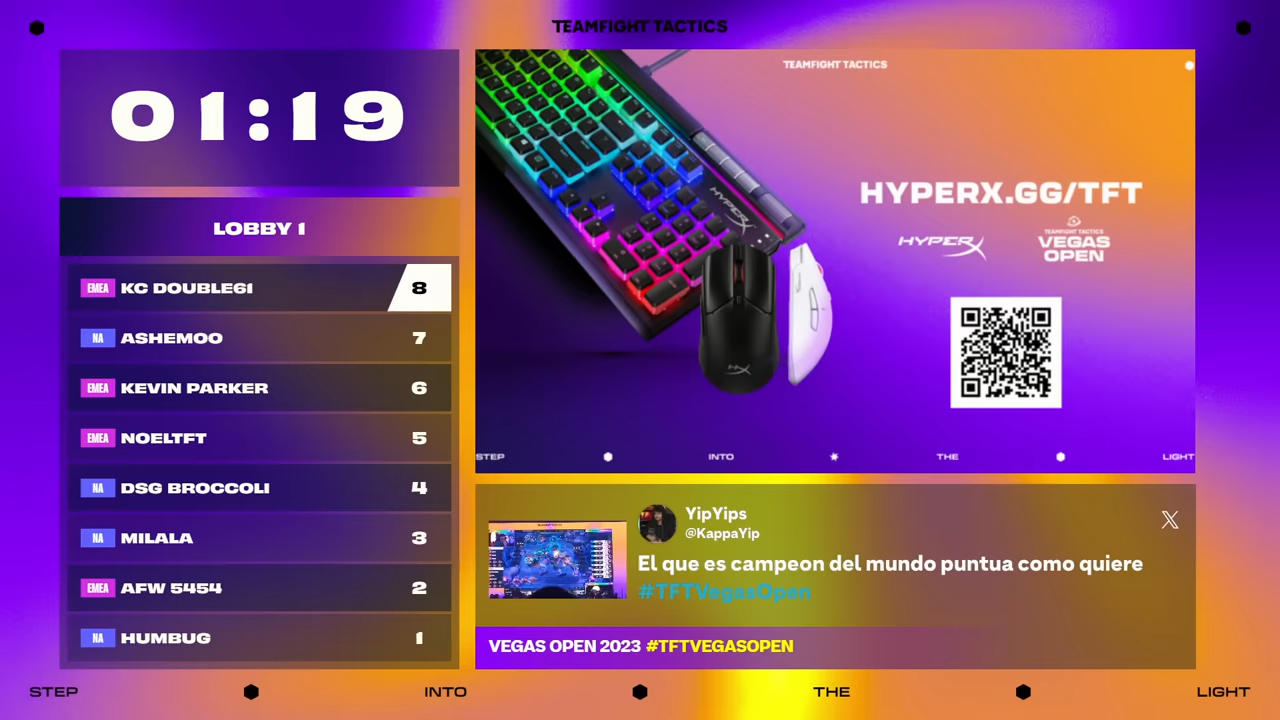 TEAMFIGHT TACTICS
01:19
LOBBY 1
EMEA KC DOUBLE61 8
NA ASHEMOO 7
EMEA KEVIN PARKER 6
EMEA NOELTFT 5
NA DSG BROCCOLI 4
NA MILALA 3
EMEA AFW 5454 2
NA HUMBUG 1
TEAMFIGHT TACTICS
HYPERX
HX
HYPERX.GG/TFT
HYPERX
TEAMFIGHT TACTICS
VEGAS
OPEN
STEP INTO THE LIGHT
YipYips
@KappaYip
X
El que es campeon del mundo puntua como quiere
#TFTVegasOpen
VEGAS OPEN 2023 #TFTVEGASOPEN
STEP INTO THE LIGHT